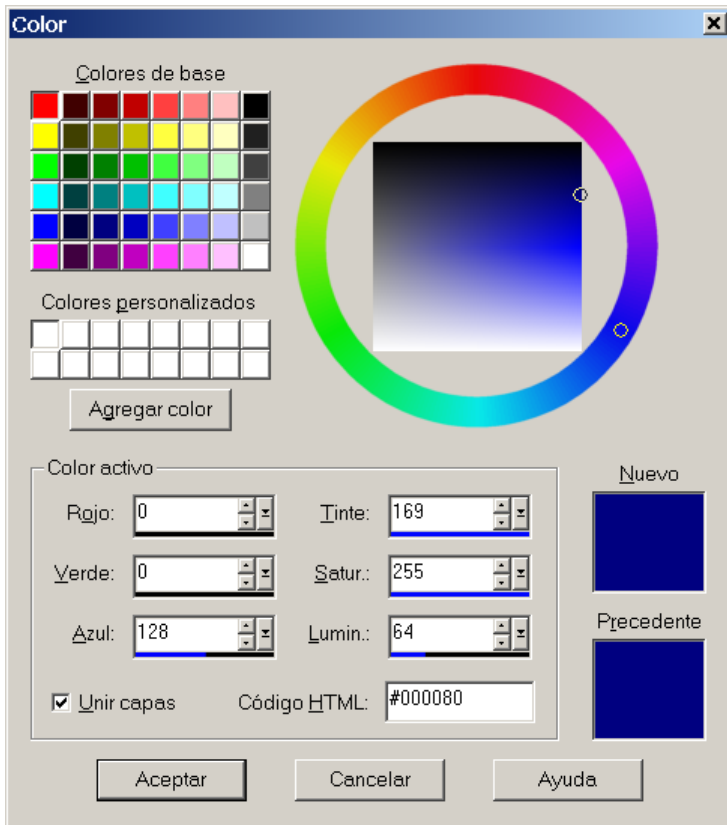 Color
Colores de base
Colores personalizados
Agregar color
Color activo
Rojo: 0
Tinte: 169
Verde: 0
Satur.: 255
Azul: 128
Lumin.: 64
Unir capas
Código HTML: #000080
Nuevo
Precedente
Aceptar
Cancelar
Ayuda